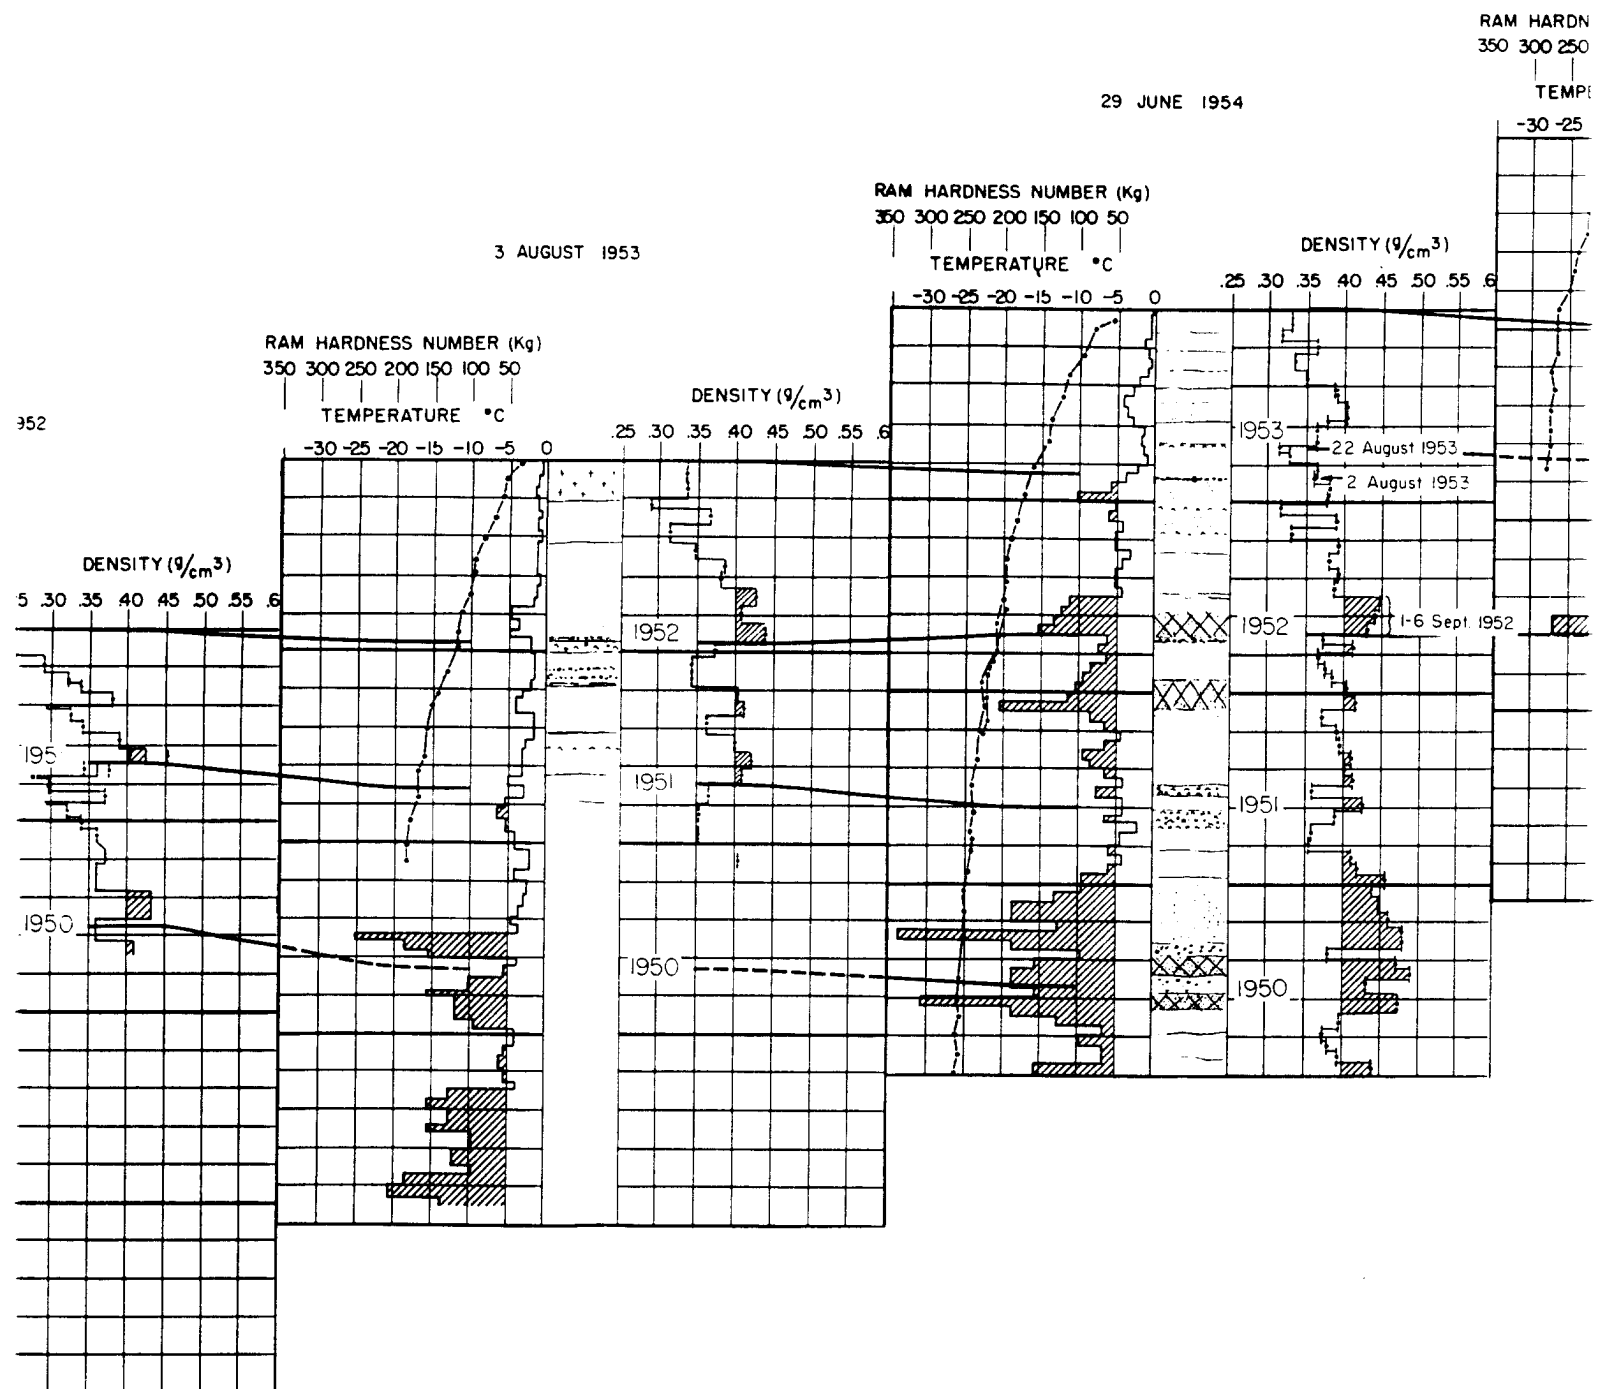 RAM HARDN
350 300 250
TEMPE
-30 -25
29 JUNE 1954
RAM HARDNESS NUMBER (Kg)
350 300 250 200 150 100 50
TEMPERATURE °C
-30 -25 -20 -15 -10 -5 0
DENSITY (g/cm3)
.25 .30 .35 .40 .45 .50 .55 .6
1953
22 August 1953
2 August 1953
1952
1-6 Sept. 1952
1951
1950
3 AUGUST 1953
RAM HARDNESS NUMBER (Kg)
350 300 250 200 150 100 50
TEMPERATURE °C
-30 -25 -20 -15 -10 -5 0
DENSITY (g/cm3)
.25 .30 .35 .40 .45 .50 .55 .6
1952
1951
1950
952
DENSITY (g/cm3)
5 .30 .35 .40 .45 .50 .55 .6
195
1950